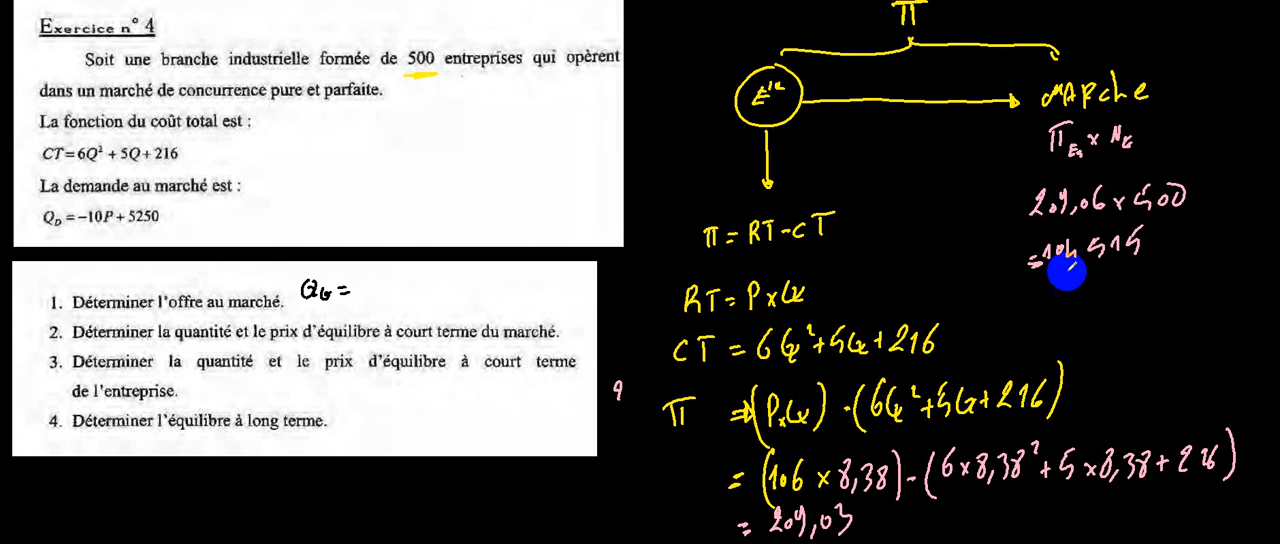 Exercice n° 4
Soit une branche industrielle formée de 500 entreprises qui opèrent
dans un marché de concurrence pure et parfaite.
La fonction du coût total est :
CT=6Q²+5Q+216
La demande au marché est :
Q_D=-10P+5250
1. Déterminer l'offre au marché. Q_G =
2. Déterminer la quantité et le prix d'équilibre à court terme du marché.
3. Déterminer la quantité et le prix d'équilibre à court terme
de l'entreprise.
4. Déterminer l'équilibre à long terme.
π
MARche
π = RT - CT
RT = P x Q
CT = 6Q² + 5Q + 216
9
π ⇒ (P x Q) - (6Q² + 5Q + 216)
= (106 x 8,38) - (6 x 8,38² + 5 x 8,38 + 216)
= 209,03
209,06 x 500
= 104 515